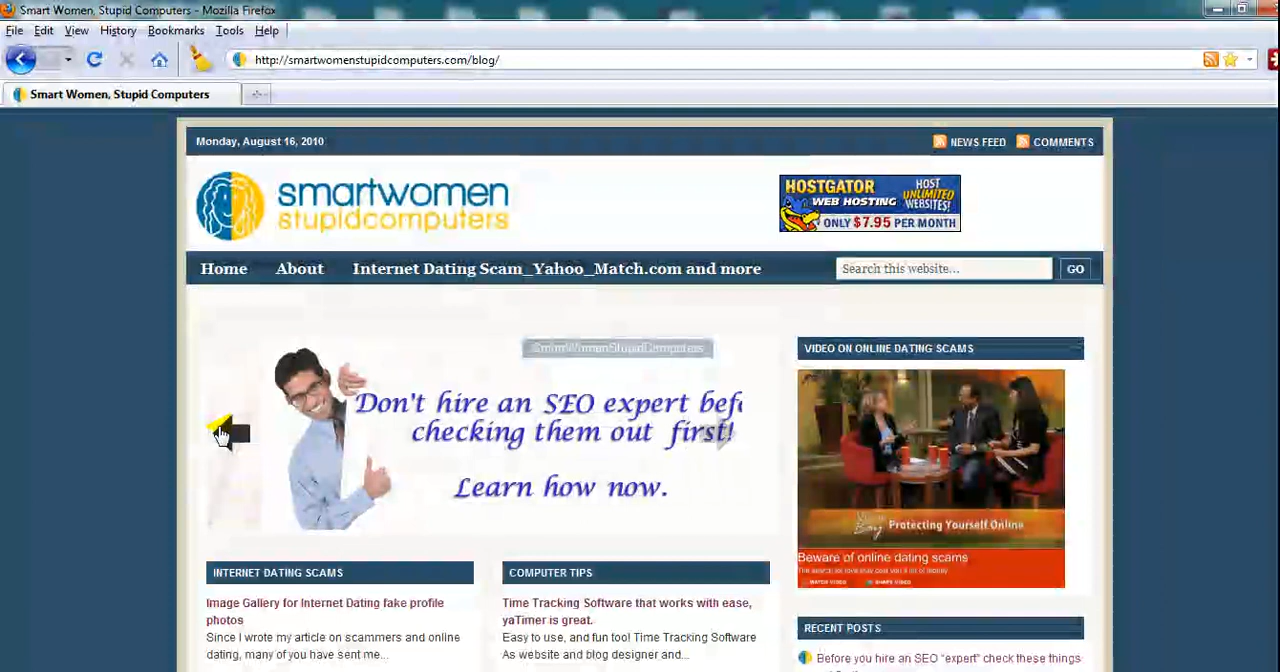 Smart Women, Stupid Computers - Mozilla Firefox
File Edit View History Bookmarks Tools Help
http://smartwomenstupidcomputers.com/blog/
Smart Women, Stupid Computers
Monday, August 16, 2010
NEWS FEED COMMENTS
smartwomen
stupidcomputers
HOSTGATOR
WEB HOSTING
HOST
UNLIMITED
WEBSITES!
ONLY $7.95 PER MONTH
Home About Internet Dating Scam_Yahoo_Match.com and more
Search this website... GO
SmartWomenStupidComputers
Don't hire an SEO expert befo
checking them out first!
Learn how now.
VIDEO ON ONLINE DATING SCAMS
Protecting Yourself Online
Beware of online dating scams
WATCH VIDEO SHARE VIDEO
INTERNET DATING SCAMS
Image Gallery for Internet Dating fake profile
photos
Since I wrote my article on scammers and online
dating, many of you have sent me...
COMPUTER TIPS
Time Tracking Software that works with ease,
yaTimer is great.
Easy to use, and fun tool Time Tracking Software
As website and blog designer and...
RECENT POSTS
Before you hire an SEO "expert" check these things